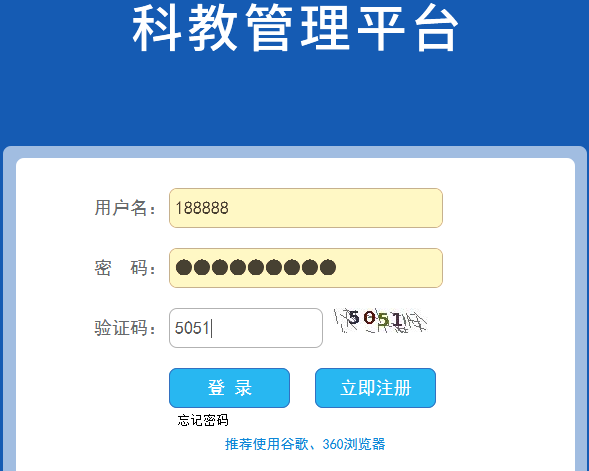 科教管理平台
用户名： 188888
密 码： ●●●●●●●●●
验证码： 5051 5051
登 录 立即注册
忘记密码
推荐使用谷歌、360浏览器